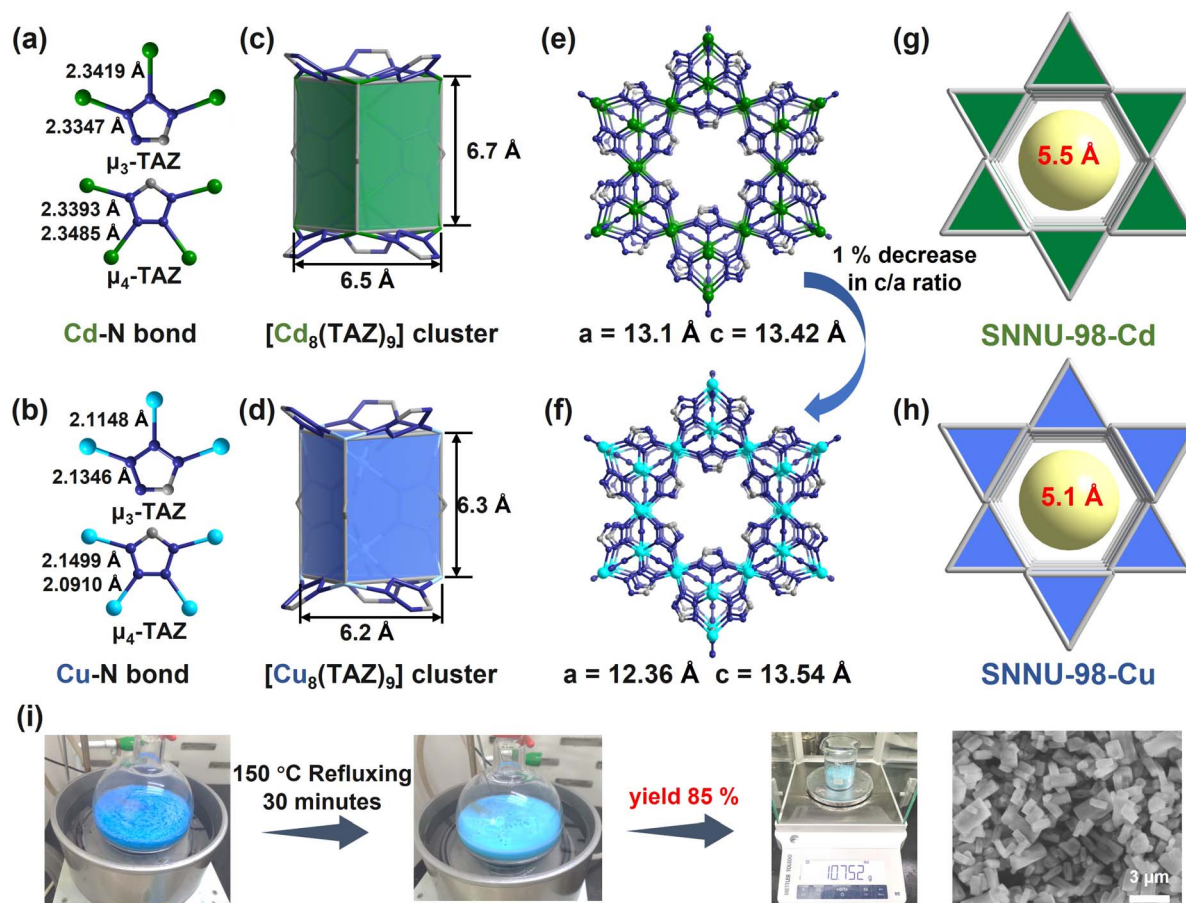 (a)
2.3419 Å
2.3347 Å
μ₃-TAZ
2.3393 Å
2.3485 Å
μ₄-TAZ
Cd-N bond
(c)
6.7 Å
6.5 Å
[Cd₈(TAZ)₉] cluster
(e)
1 % decrease
in c/a ratio
a = 13.1 Å c = 13.42 Å
(g)
5.5 Å
SNNU-98-Cd
(b)
2.1148 Å
2.1346 Å
μ₃-TAZ
2.1499 Å
2.0910 Å
μ₄-TAZ
Cu-N bond
(d)
6.3 Å
6.2 Å
[Cu₈(TAZ)₉] cluster
(f)
a = 12.36 Å c = 13.54 Å
(h)
5.1 Å
SNNU-98-Cu
(i)
150 °C Refluxing
30 minutes
yield 85 %
METTLER TOLEDO
10.752
g
3 μm